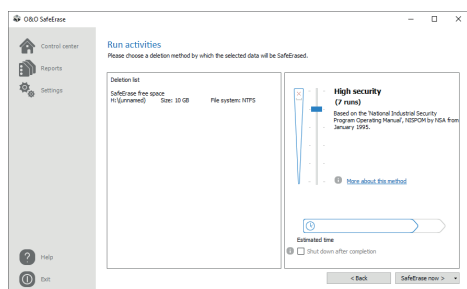 O&O SafeErase
Control center
Reports
Settings
Help
Exit
Run activities
Please choose a deletion method by which the selected data will be SafeErased.
Deletion list
SafeErase free space
H:\(unnamed) Size: 10 GB File system: NTFS
High security
(7 runs)
Based on the 'National Industrial Security
Program Operating Manual', NISPOM by NSA from
January 1995.
More about this method
Estimated time
Shut down after completion
< Back
SafeErase now >